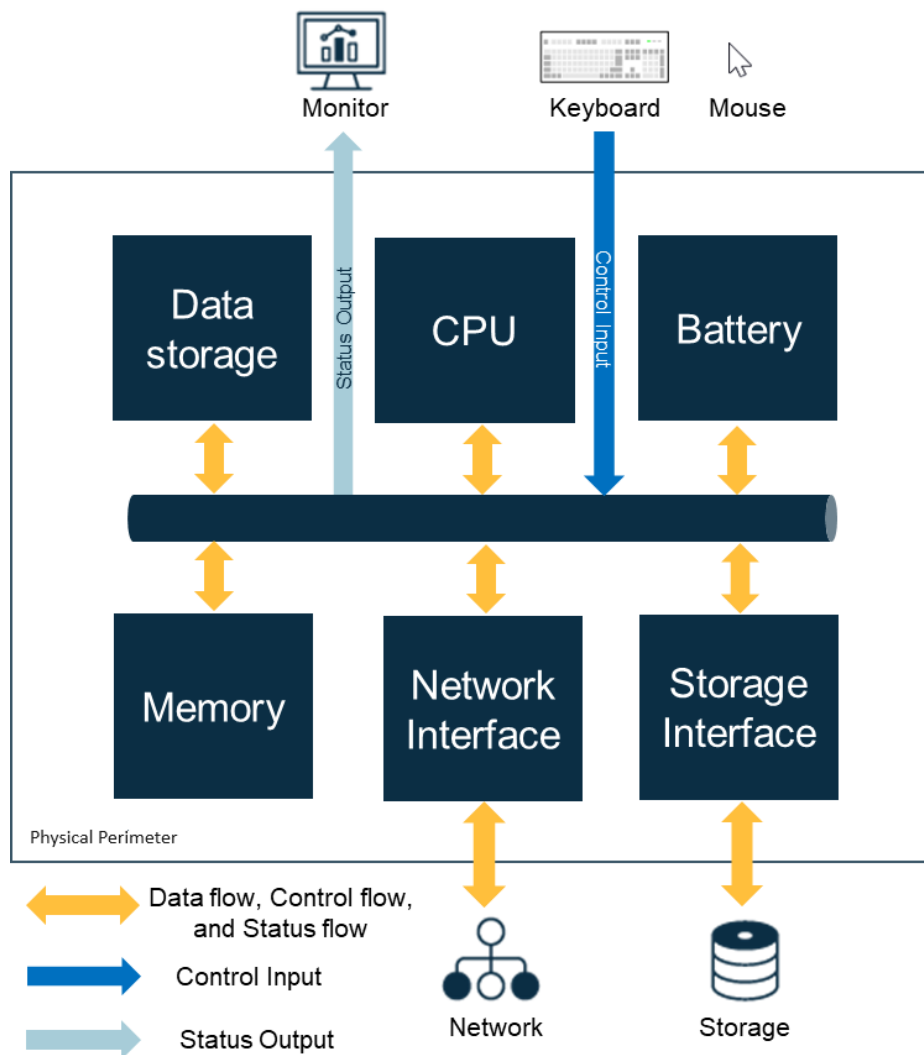 Monitor
Keyboard
Mouse
Data
storage
Status Output
CPU
Control Input
Battery
Memory
Network
Interface
Storage
Interface
Physical Perimeter
Data flow, Control flow,
and Status flow
Control Input
Status Output
Network
Storage